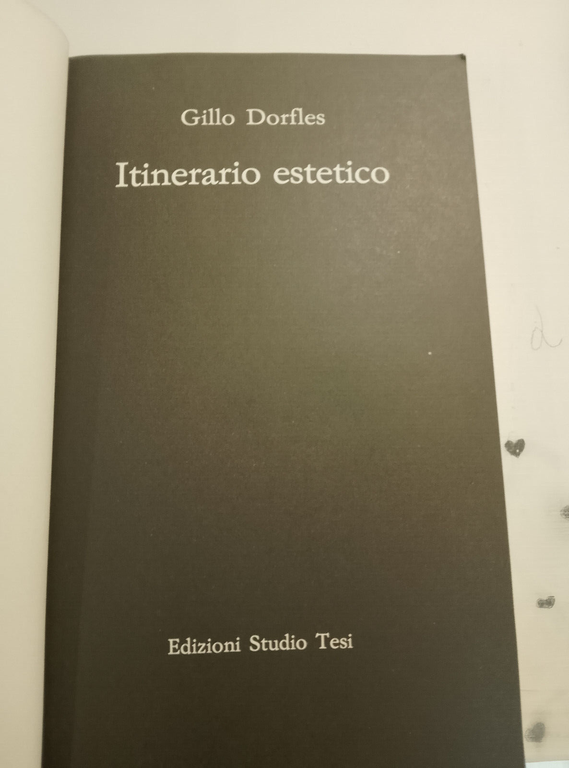 Gillo Dorfles
Itinerario estetico
Edizioni Studio Tesi